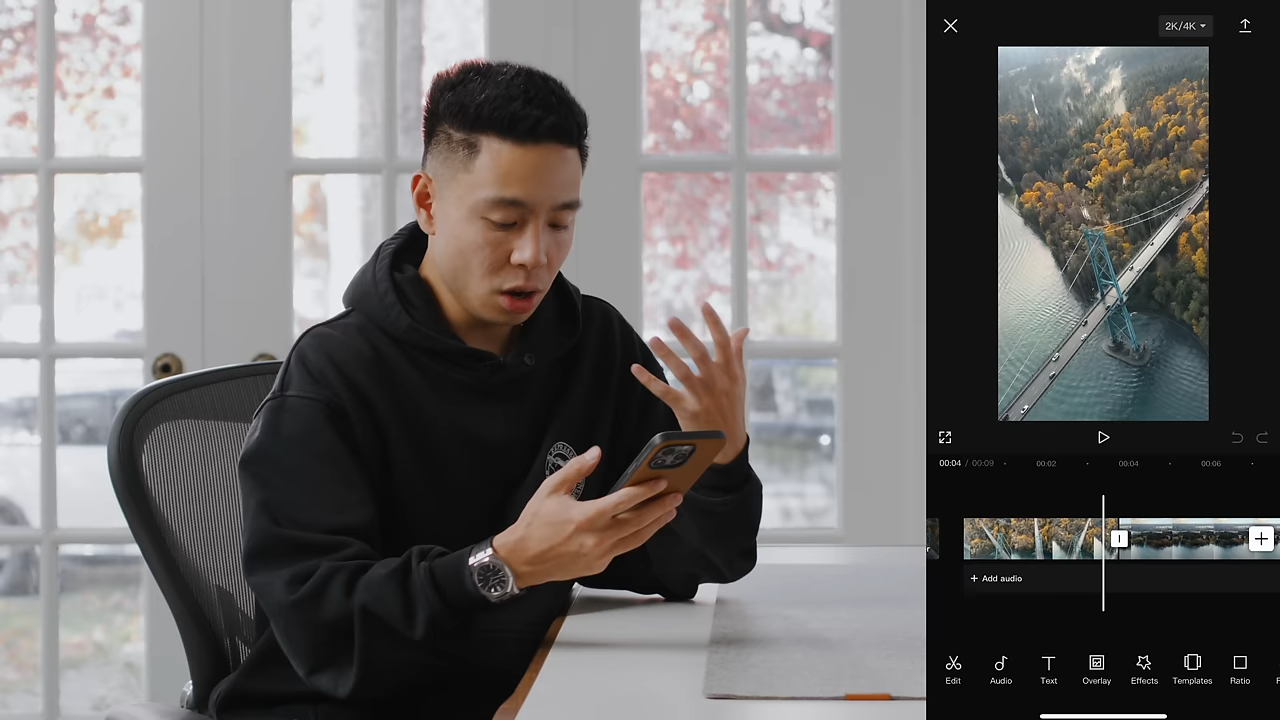 2K/4K
00:04 / 00:09
00:02
00:04
00:06
+ Add audio
Edit
Audio
Text
Overlay
Effects
Templates
Ratio